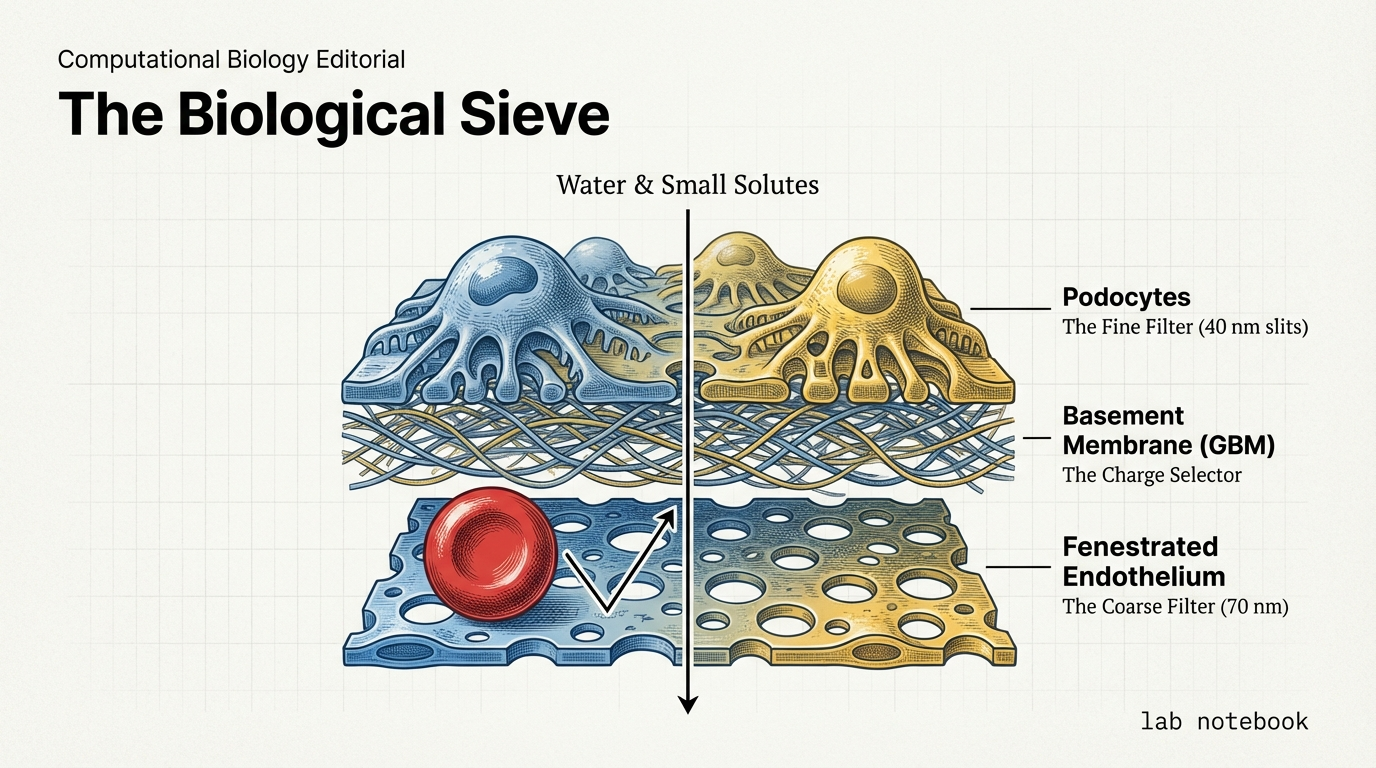 Computational Biology Editorial
The Biological Sieve
Water & Small Solutes
Podocytes
The Fine Filter (40 nm slits)
Basement
Membrane (GBM)
The Charge Selector
Fenestrated
Endothelium
The Coarse Filter (70 nm)
lab notebook